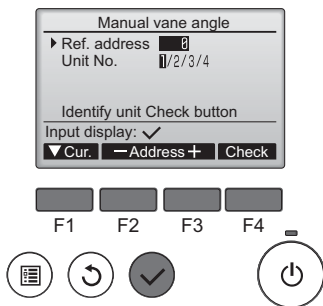 Manual vane angle
Ref. address 0
Unit No. 1/2/3/4
Identify unit Check button
Input display: ✓
▼ Cur. − Address + Check
F1 F2 F3 F4